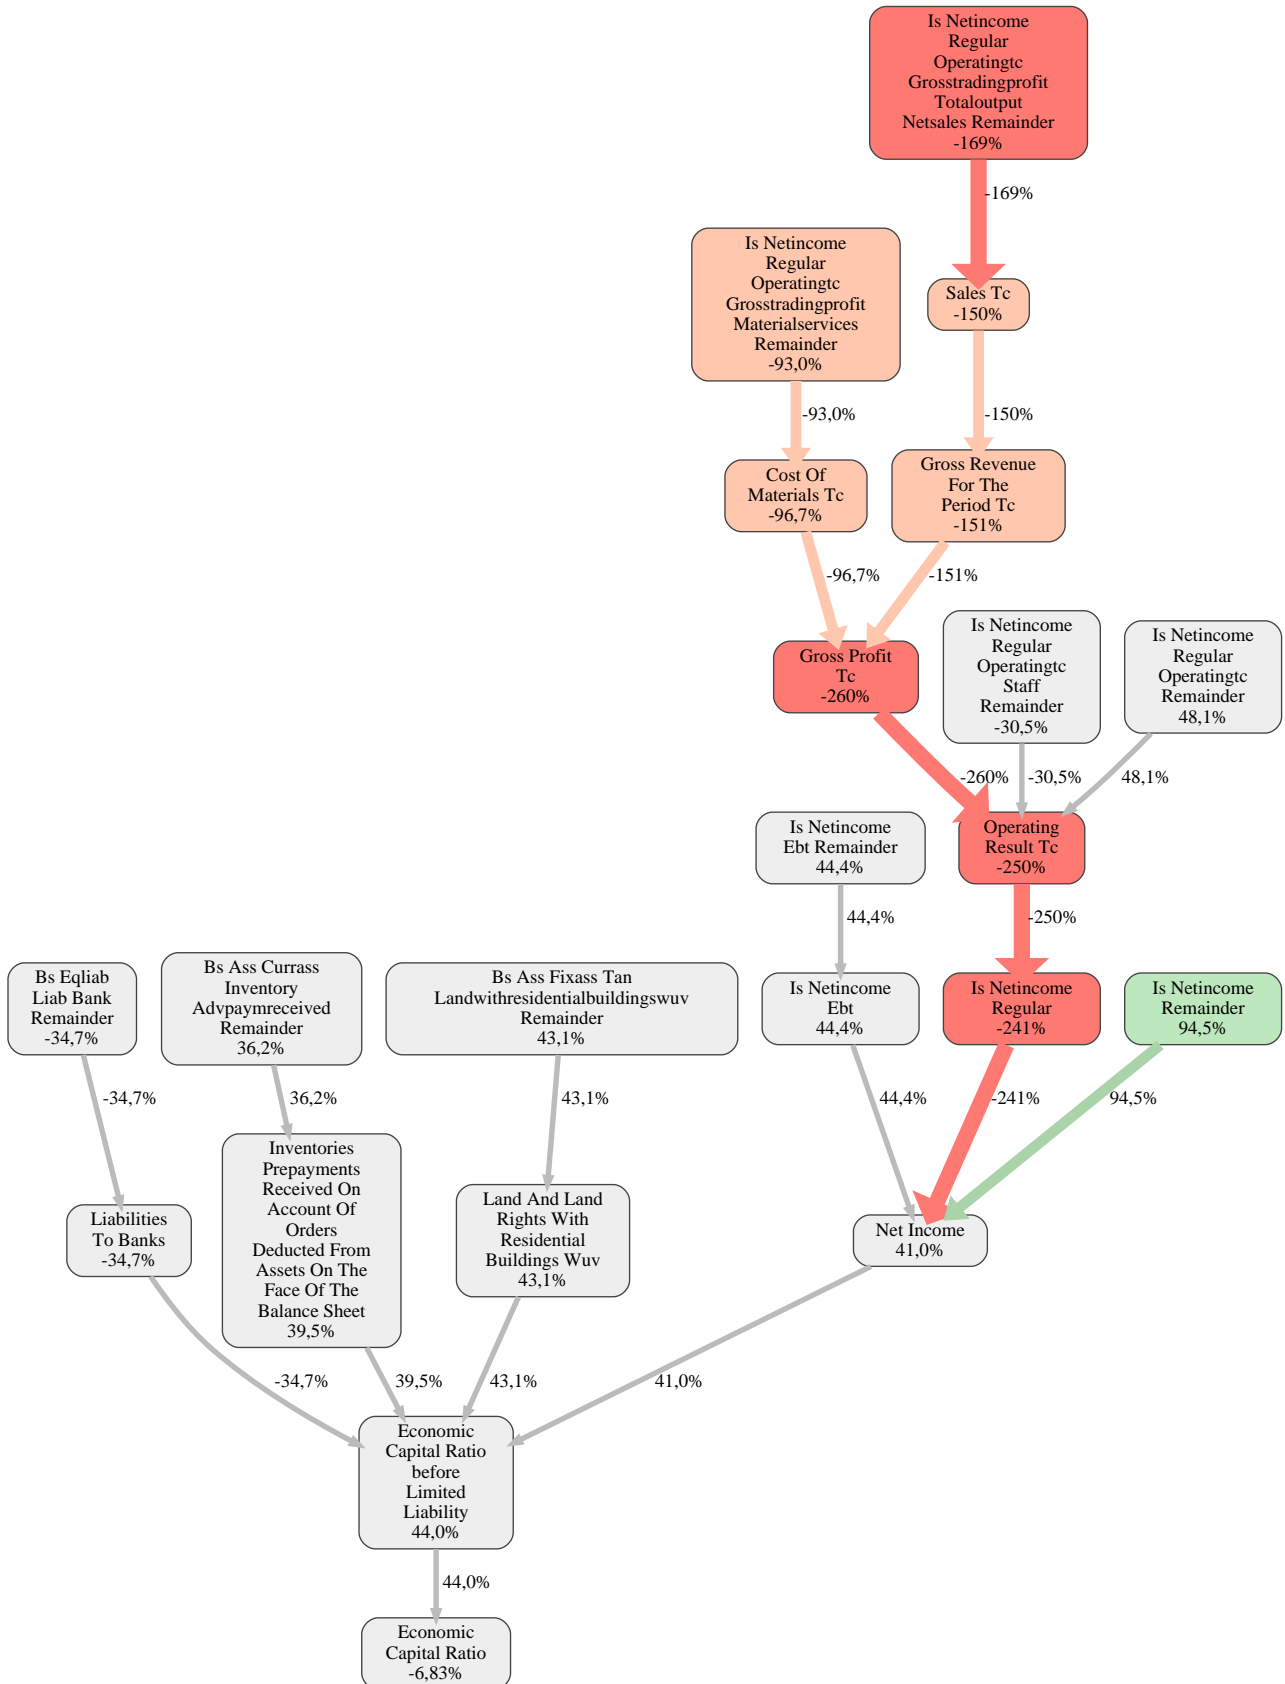 Is Netincome
Regular
Operatingtc
Grosstradingprofit
Totaloutput
Netsales Remainder
-169%
-169%
Is Netincome
Regular
Operatingtc
Grosstradingprofit
Materialservices
Remainder
-93,0%
Sales Tc
-150%
-93,0%
-150%
Cost Of
Materials Tc
-96,7%
Gross Revenue
For The
Period Tc
-151%
-96,7%
-151%
Gross Profit
Tc
-260%
Is Netincome
Regular
Operatingtc
Staff
Remainder
-30,5%
Is Netincome
Regular
Operatingtc
Remainder
48,1%
-260%
-30,5%
48,1%
Is Netincome
Ebt Remainder
44,4%
Operating
Result Tc
-250%
44,4%
-250%
Bs Eqliab
Liab Bank
Remainder
-34,7%
Bs Ass Currass
Inventory
Advpaymreceived
Remainder
36,2%
Bs Ass Fixass Tan
Landwithresidentialbuildingswuv
Remainder
43,1%
Is Netincome
Ebt
44,4%
Is Netincome
Regular
-241%
Is Netincome
Remainder
94,5%
-34,7%
36,2%
43,1%
44,4%
-241%
94,5%
Liabilities
To Banks
-34,7%
Inventories
Prepayments
Received On
Account Of
Orders
Deducted From
Assets On The
Face Of The
Balance Sheet
39,5%
Land And Land
Rights With
Residential
Buildings Wuv
43,1%
Net Income
41,0%
-34,7%
39,5%
43,1%
41,0%
Economic
Capital Ratio
before
Limited
Liability
44,0%
44,0%
Economic
Capital Ratio
-6,83%